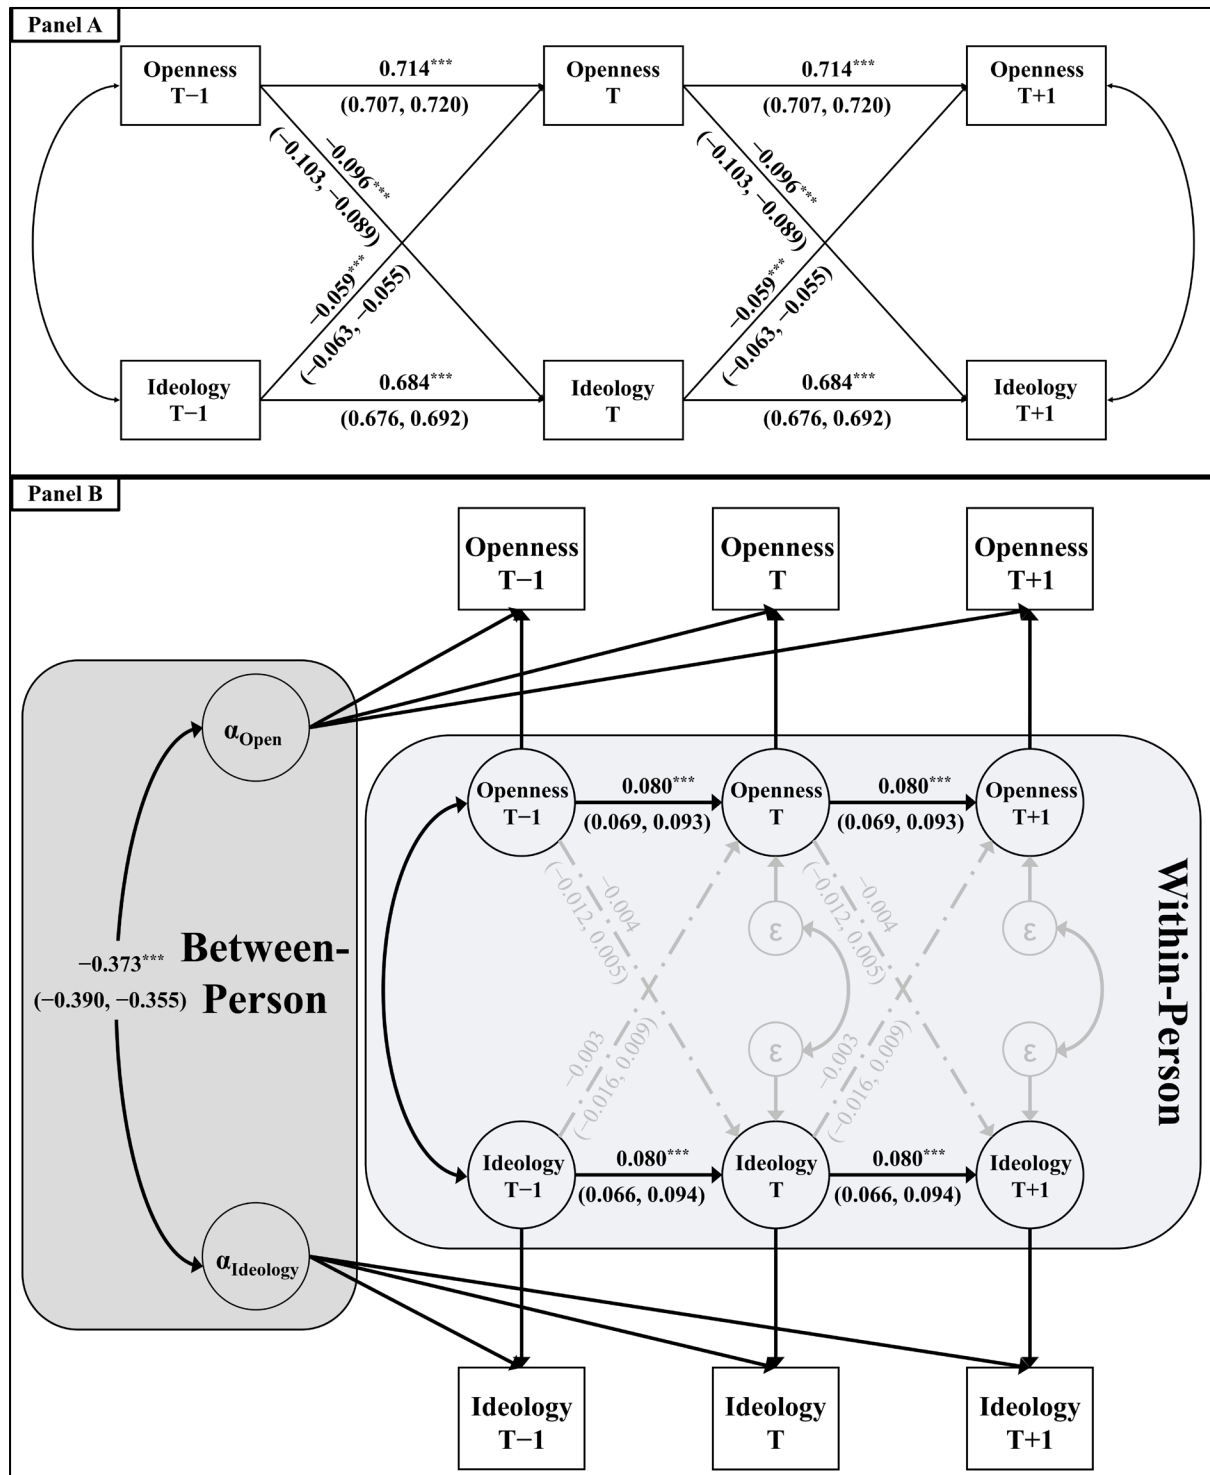 Panel A
Openness
T−1
0.714***
(0.707, 0.720)
Openness
T
0.714***
(0.707, 0.720)
Openness
T+1
−0.096***
(−0.103, −0.089)
−0.059***
(−0.063, −0.055)
−0.096***
(−0.103, −0.089)
−0.059***
(−0.063, −0.055)
Ideology
T−1
0.684***
(0.676, 0.692)
Ideology
T
0.684***
(0.676, 0.692)
Ideology
T+1
Panel B
Openness
T−1
Openness
T
Openness
T+1
αOpen
−0.373***
(−0.390, −0.355)
Between-
Person
αIdeology
Openness
T−1
0.080***
(0.069, 0.093)
Openness
T
0.080***
(0.069, 0.093)
Openness
T+1
−0.004
(−0.012, 0.005)
−0.003
(−0.016, 0.009)
ε
ε
−0.004
(−0.012, 0.005)
−0.003
(−0.016, 0.009)
ε
ε
Within-Person
Ideology
T−1
0.080***
(0.066, 0.094)
Ideology
T
0.080***
(0.066, 0.094)
Ideology
T+1
Ideology
T−1
Ideology
T
Ideology
T+1